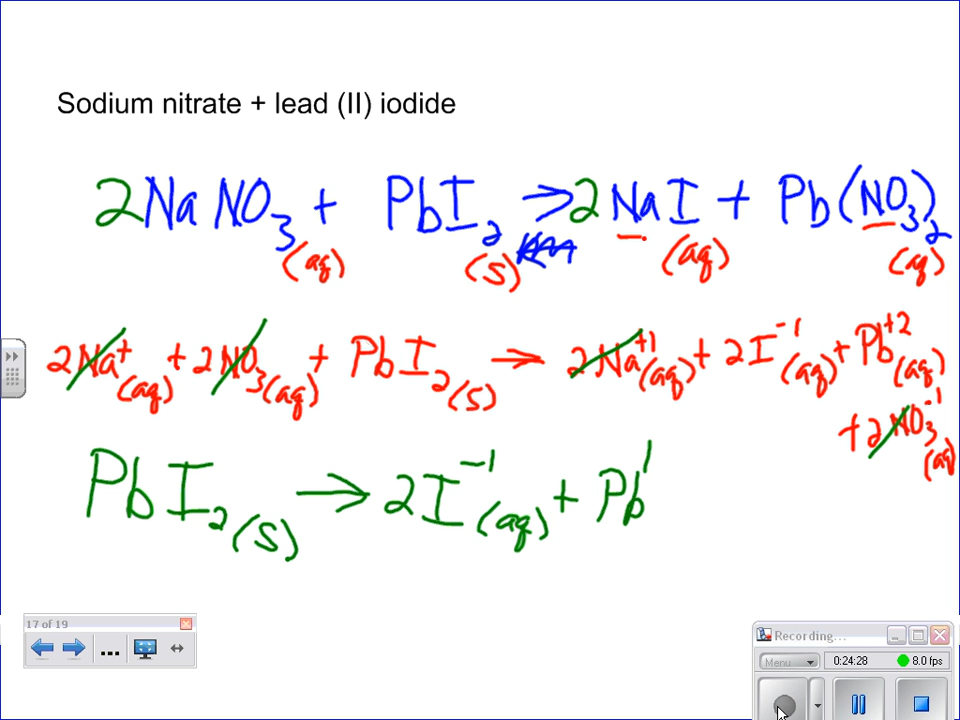 Sodium nitrate + lead (II) iodide
2NaNO3(aq) + PbI2(s) → 2NaI(aq) + Pb(NO3)2(aq)
2Na+(aq) + 2NO3(aq) + PbI2(s) → 2Na+1(aq) + 2I-1(aq) + Pb+2(aq)
+ 2NO3-1(aq)
PbI2(s) → 2I-1(aq) + Pb
17 of 19
...
Recording...
Menu
0:24:28
8.0 fps